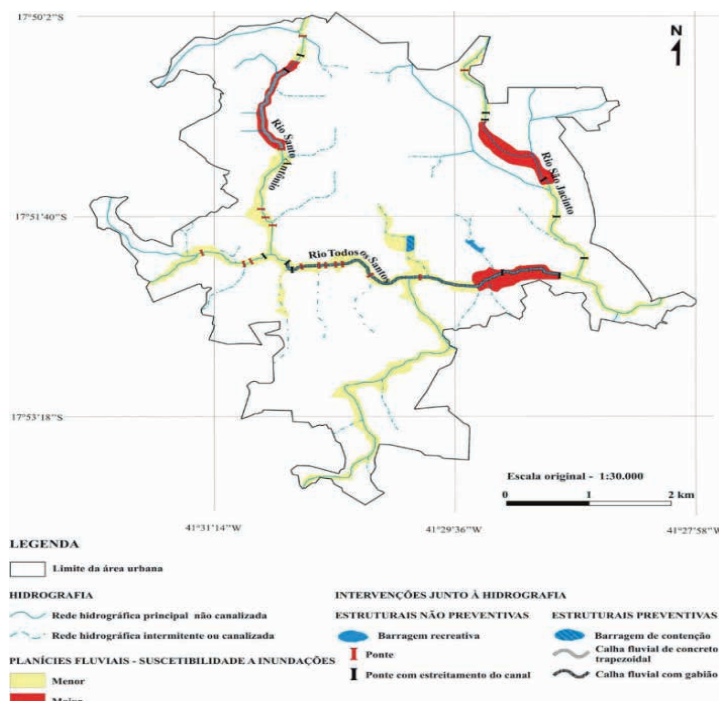 17°50'2''S
N
Rio Santo
Antônio
Rio São Jacinto
17°51'40''S
Rio Todos os Santos
17°53'18''S
Escala original - 1:30.000
0 1 2 km
41°31'14''W 41°29'36''W 41°27'58''W
LEGENDA
Limite da área urbana
HIDROGRAFIA
Rede hidrográfica principal não canalizada
Rede hidrográfica intermitente ou canalizada
PLANÍCIES FLUVIAIS - SUSCETIBILIDADE A INUNDAÇÕES
Menor
Maior
INTERVENÇÕES JUNTO À HIDROGRAFIA
ESTRUTURAIS NÃO PREVENTIVAS
Barragem recreativa
Ponte
Ponte com estreitamento do canal
ESTRUTURAIS PREVENTIVAS
Barragem de contenção
Calha fluvial de concreto
trapezoidal
Calha fluvial com gabião